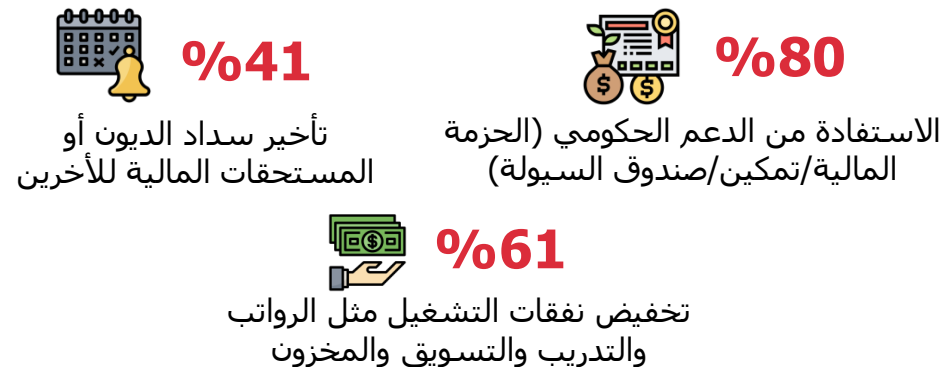 %80
الاستفادة من الدعم الحكومي (الحزمة
المالية/تمكين/صندوق السيولة)
%41
تأخير سداد الديون أو
المستحقات المالية للأخرين
%61
تخفيض نفقات التشغيل مثل الرواتب
والتدريب والتسويق والمخزون